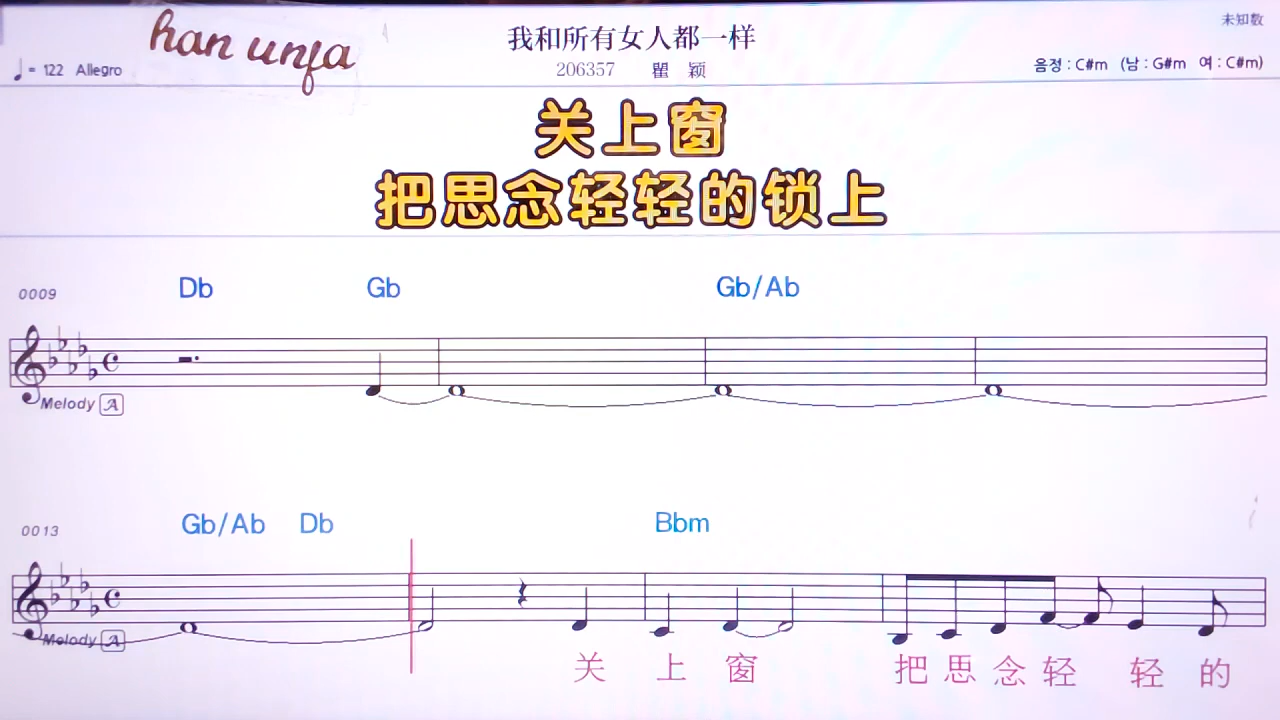 han unfa
我和所有女人都一样
未知数
♩= 122 Allegro
206357 瞿 颖
음정 : C#m (남 : G#m 여 : C#m)
关上窗
把思念轻轻的锁上
0009 Db Gb Gb/Ab
Melody A
0013 Gb/Ab Db Bbm
Melody A
关 上 窗 把 思 念 轻 轻 的